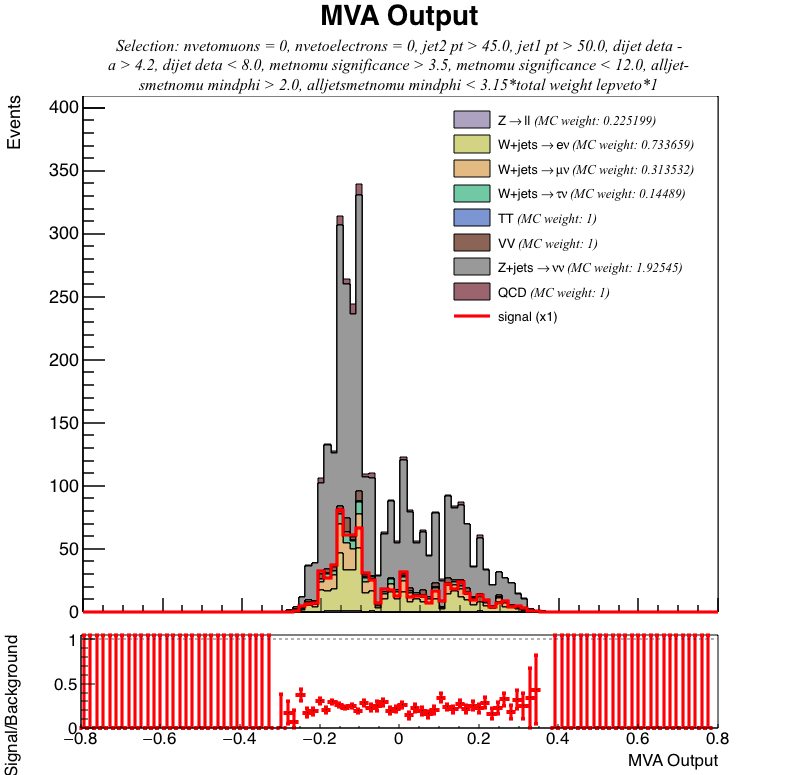 MVA Output
Selection: nvetomuons = 0, nvetoelectrons = 0, jet2 pt > 45.0, jet1 pt > 50.0, dijet deta -
a > 4.2, dijet deta < 8.0, metnomu significance > 3.5, metnomu significance < 12.0, alljet-
smetnomu mindphi > 2.0, alljetsmetnomu mindphi < 3.15*total weight lepveto*1
Events
400
350
300
250
200
150
100
50
0
Z→ll (MC weight: 0.225199)
W+jets→eν (MC weight: 0.733659)
W+jets→μν (MC weight: 0.313532)
W+jets→τν (MC weight: 0.14489)
TT (MC weight: 1)
VV (MC weight: 1)
Z+jets→νν (MC weight: 1.92545)
QCD (MC weight: 1)
signal (x1)
Signal/Background
1
0.5
0
−0.8 −0.6 −0.4 −0.2 0 0.2 0.4 0.6 0.8
MVA Output